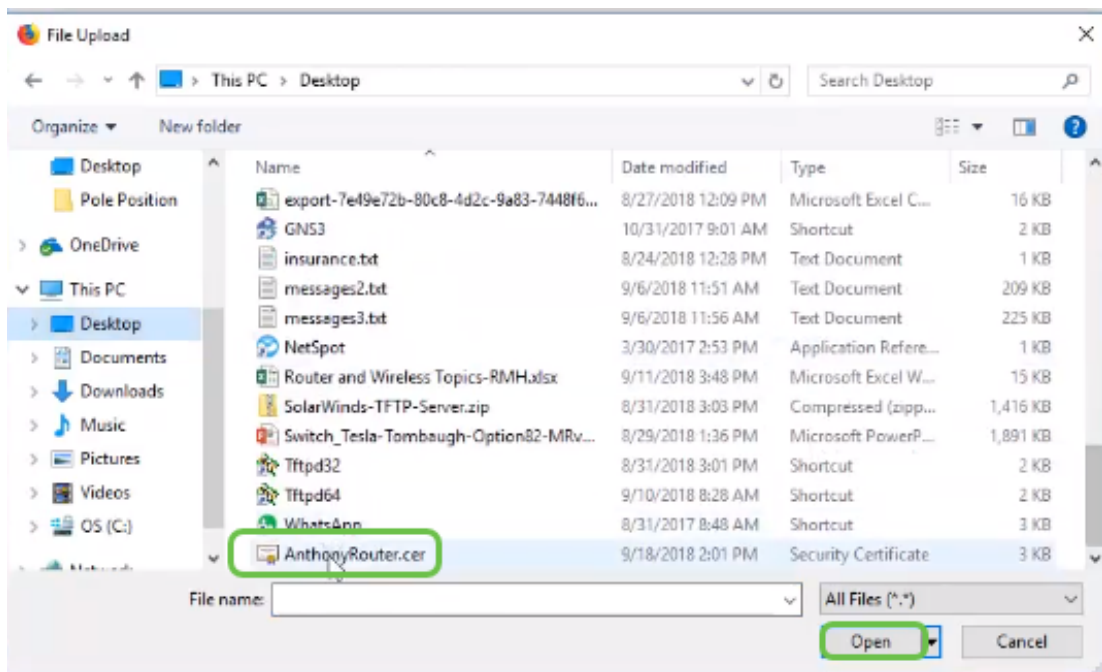 File Upload
This PC > Desktop
Search Desktop
Organize
New folder
Desktop
Pole Position
OneDrive
This PC
Desktop
Documents
Downloads
Music
Pictures
Videos
OS (C:)
Network
Name Date modified Type Size
export-7e49e72b-80c8-4d2c-9a83-7448f6... 8/27/2018 12:09 PM Microsoft Excel C... 16 KB
GNS3 10/31/2017 9:01 AM Shortcut 2 KB
insurance.txt 8/24/2018 12:28 PM Text Document 1 KB
messages2.txt 9/6/2018 11:51 AM Text Document 209 KB
messages3.txt 9/6/2018 11:56 AM Text Document 225 KB
NetSpot 3/30/2017 2:53 PM Application Refere... 1 KB
Router and Wireless Topics-RMH.xlsx 9/11/2018 3:48 PM Microsoft Excel W... 15 KB
SolarWinds-TFTP-Server.zip 8/31/2018 3:03 PM Compressed (zipp... 1,416 KB
Switch_Tesla-Tombaugh-Option82-MRv... 8/29/2018 1:36 PM Microsoft PowerP... 1,891 KB
Tftpd32 8/31/2018 3:01 PM Shortcut 2 KB
Tftpd64 9/10/2018 8:28 AM Shortcut 2 KB
WhatsApp 8/31/2017 8:48 AM Shortcut 3 KB
AnthonyRouter.cer 9/18/2018 2:01 PM Security Certificate 3 KB
File name:
All Files (*.*)
Open
Cancel